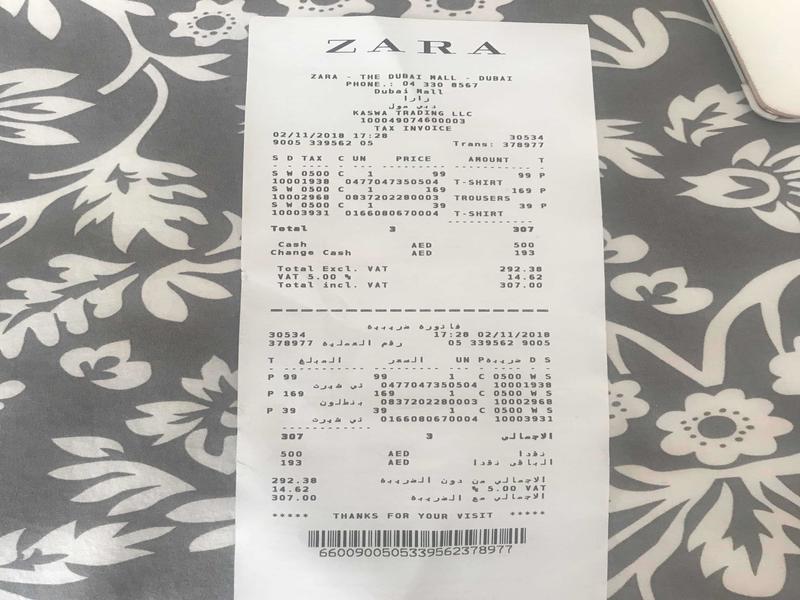 ZARA
ZARA - THE DUBAI MALL - DUBAI
PHONE.: 04 330 8567
Dubai Mall
زارا
دبي مول
KASWA TRADING LLC
100049074600003
TAX INVOICE
02/11/2018 17:28 30534
9005 339562 05 Trans: 378977
S D TAX C UN PRICE AMOUNT T
S W 0500 C 1 99 99 P
10001938 0477047350504 T-SHIRT
S W 0500 C 1 169 169 P
10002968 0837202280003 TROUSERS
S W 0500 C 1 39 39 P
10003931 0166080670004 T-SHIRT
Total 3 307
Cash AED 500
Change Cash AED 193
Total Excl. VAT 292.38
VAT 5.00 % 14.62
Total incl. VAT 307.00
فاتورة ضريبية
30534 17:28 02/11/2018
378977 رقم العملية 05 339562 9005
T المبلغ السعر UN C ضريبة D S
P 99 99 1 C 0500 W S
تي شيرت 0477047350504 10001938
P 169 169 1 C 0500 W S
بنطلون 0837202280003 10002968
P 39 39 1 C 0500 W S
تي شيرت 0166080670004 10003931
307 3 الاجمالي
500 AED نقدا
193 AED الباقي نقدا
292.38 الاجمالي من دون الضريبة
14.62 % 5.00 VAT
307.00 الاجمالي مع الضريبة
***** THANKS FOR YOUR VISIT *****
6600900505339562378977